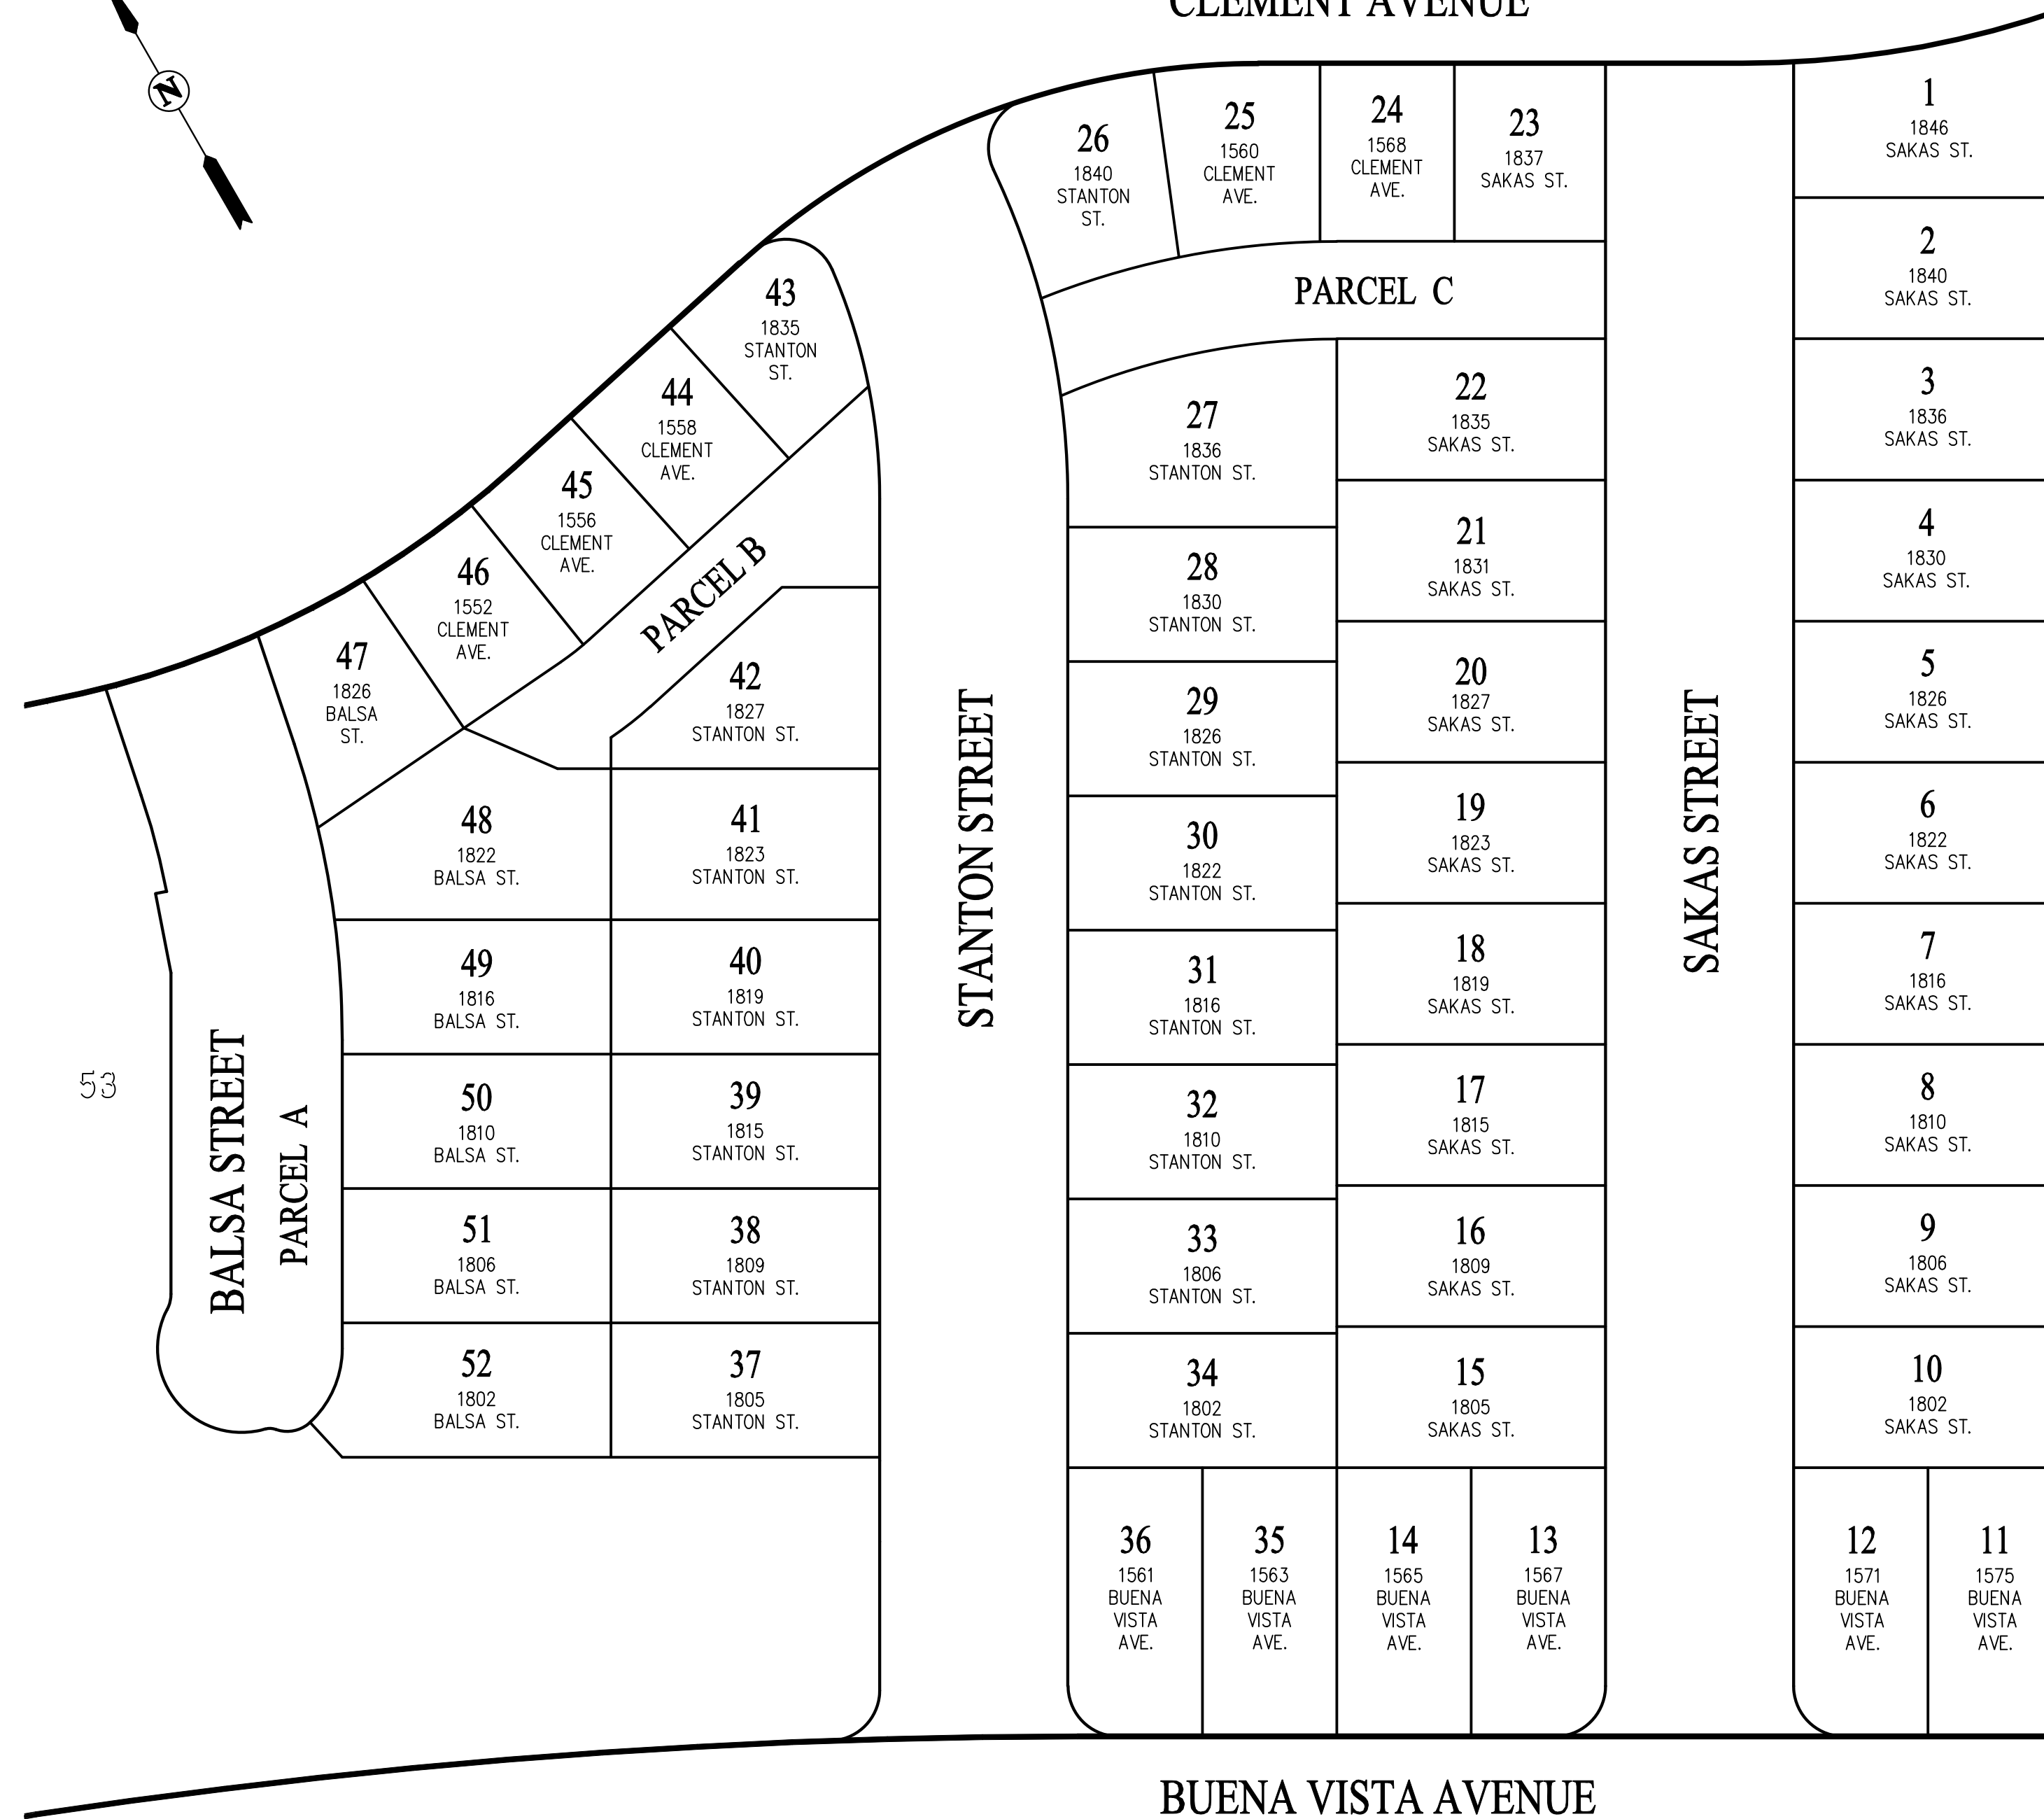 CLEMENT AVENUE
N
1
1846
SAKAS ST.
2
1840
SAKAS ST.
3
1836
SAKAS ST.
4
1830
SAKAS ST.
5
1826
SAKAS ST.
6
1822
SAKAS ST.
7
1816
SAKAS ST.
8
1810
SAKAS ST.
9
1806
SAKAS ST.
10
1802
SAKAS ST.
11
1575
BUENA
VISTA
AVE.
12
1571
BUENA
VISTA
AVE.
13
1567
BUENA
VISTA
AVE.
14
1565
BUENA
VISTA
AVE.
15
1805
SAKAS ST.
16
1809
SAKAS ST.
17
1815
SAKAS ST.
18
1819
SAKAS ST.
19
1823
SAKAS ST.
20
1827
SAKAS ST.
21
1831
SAKAS ST.
22
1835
SAKAS ST.
23
1837
SAKAS ST.
24
1568
CLEMENT
AVE.
25
1560
CLEMENT
AVE.
26
1840
STANTON
ST.
PARCEL C
27
1836
STANTON ST.
28
1830
STANTON ST.
29
1826
STANTON ST.
30
1822
STANTON ST.
31
1816
STANTON ST.
32
1810
STANTON ST.
33
1806
STANTON ST.
34
1802
STANTON ST.
35
1563
BUENA
VISTA
AVE.
36
1561
BUENA
VISTA
AVE.
37
1805
STANTON ST.
38
1809
STANTON ST.
39
1815
STANTON ST.
40
1819
STANTON ST.
41
1823
STANTON ST.
42
1827
STANTON ST.
43
1835
STANTON
ST.
44
1558
CLEMENT
AVE.
45
1556
CLEMENT
AVE.
46
1552
CLEMENT
AVE.
47
1826
BALSA
ST.
PARCEL B
48
1822
BALSA ST.
49
1816
BALSA ST.
50
1810
BALSA ST.
51
1806
BALSA ST.
52
1802
BALSA ST.
53
BALSA STREET
PARCEL A
STANTON STREET
SAKAS STREET
BUENA VISTA AVENUE